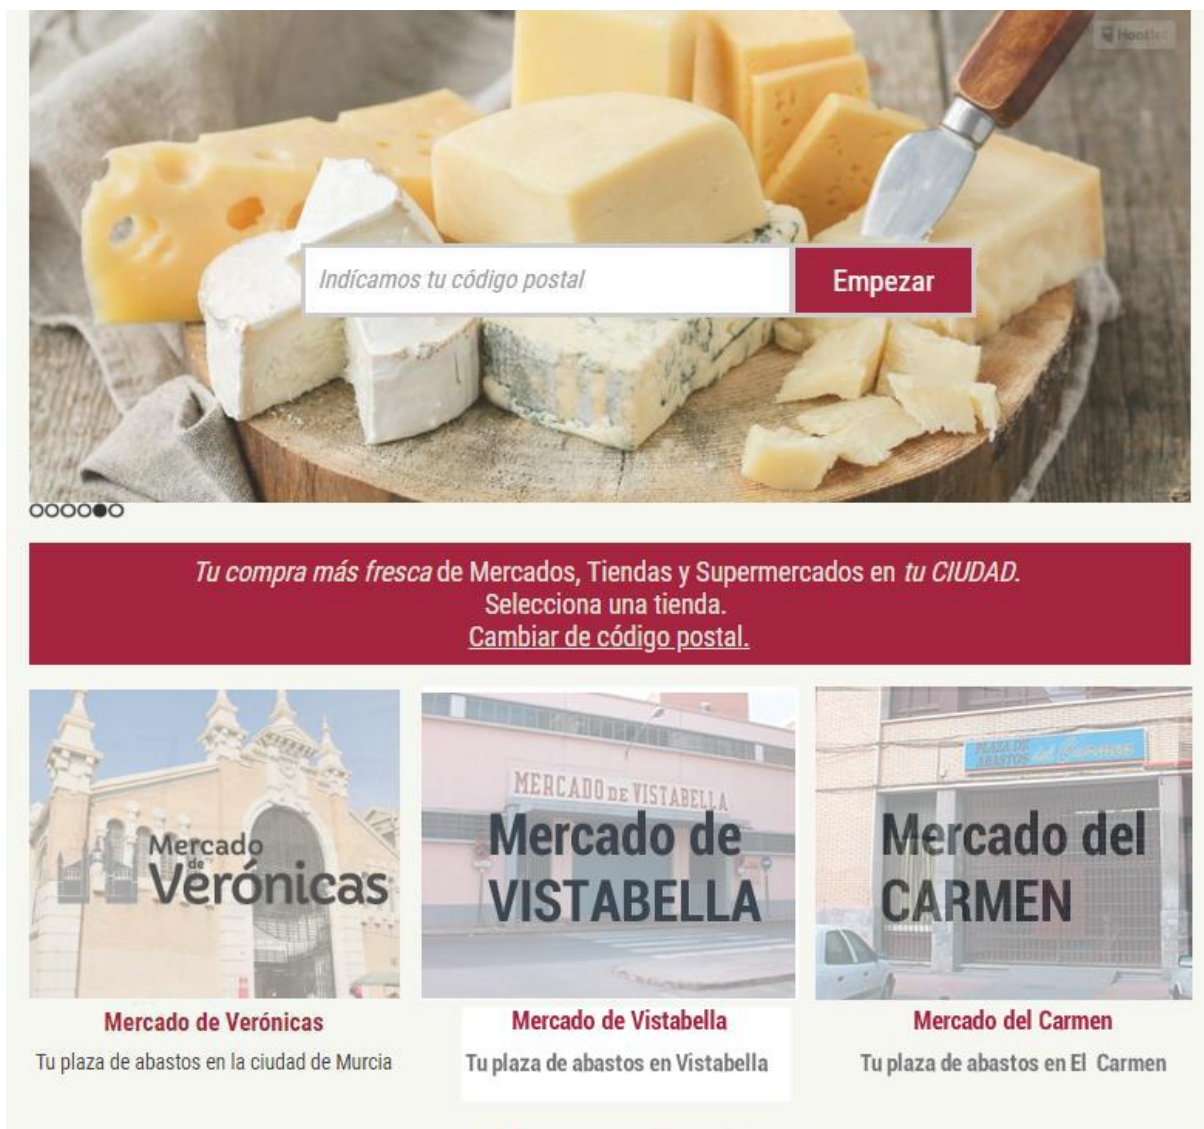 Indícamos tu código postal
Empezar
Tu compra más fresca de Mercados, Tiendas y Supermercados en tu CIUDAD.
Selecciona una tienda.
Cambiar de código postal.
Mercado
de
Verónicas
MERCADO DE VISTABELLA
Mercado de
VISTABELLA
PLAZA DE
ABASTOS del Carmen
Mercado del
CARMEN
Mercado de Verónicas
Mercado de Vistabella
Mercado del Carmen
Tu plaza de abastos en la ciudad de Murcia
Tu plaza de abastos en Vistabella
Tu plaza de abastos en El Carmen